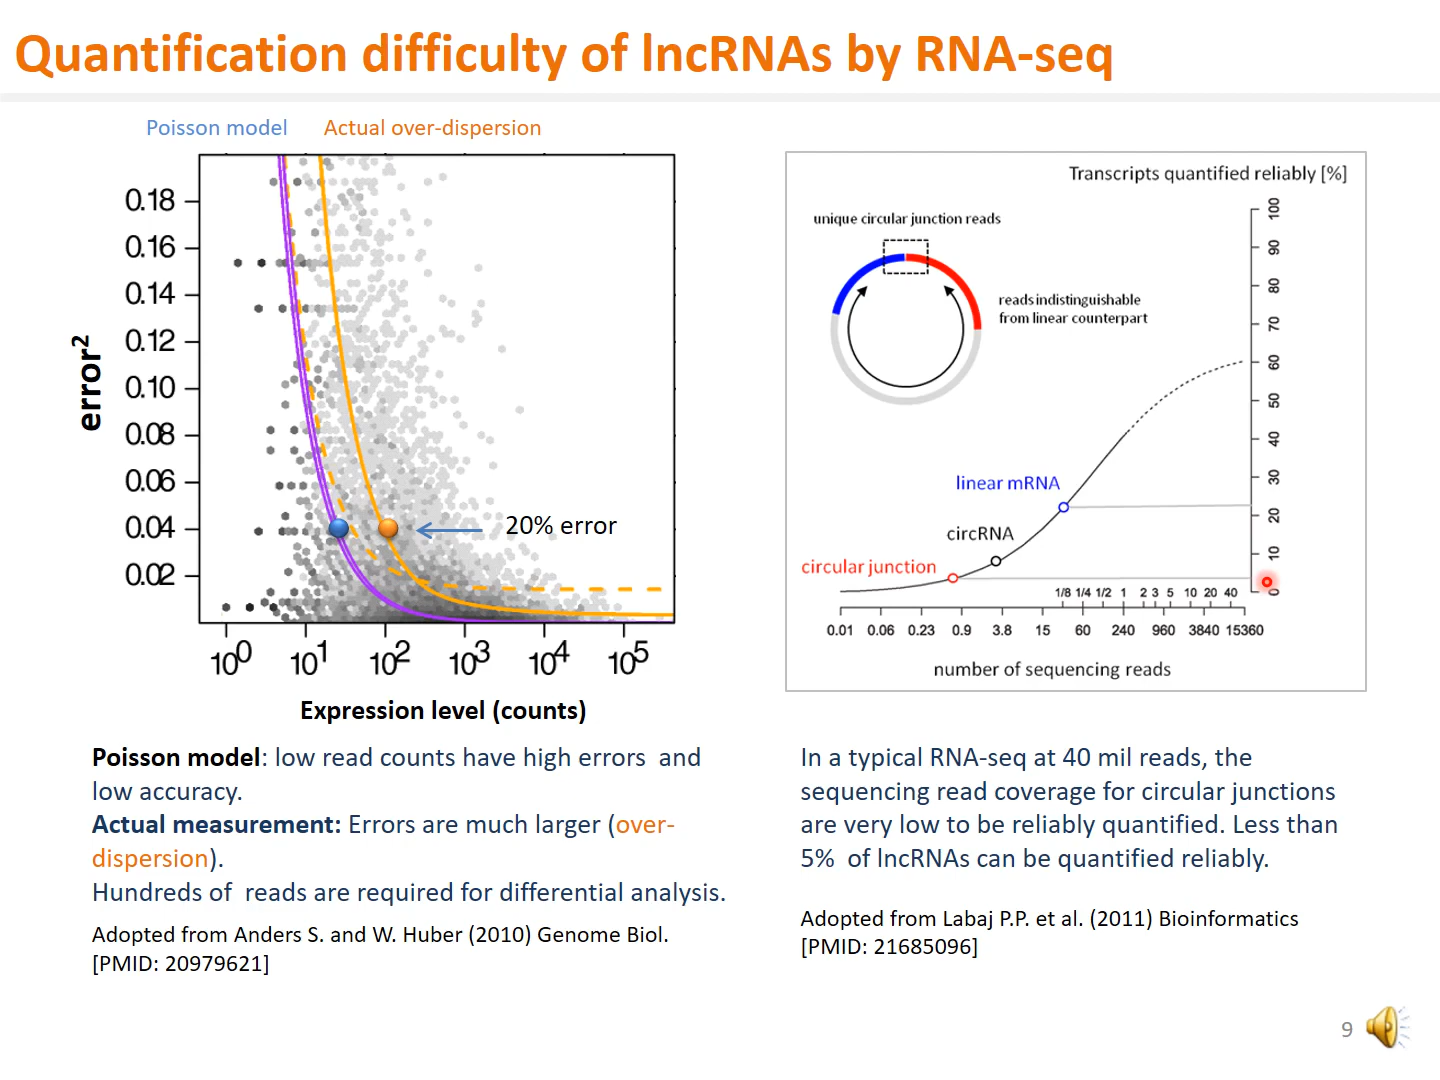 Quantification difficulty of lncRNAs by RNA-seq
Poisson model Actual over-dispersion
error²
0.18
0.16
0.14
0.12
0.10
0.08
0.06
0.04
0.02
20% error
10⁰ 10¹ 10² 10³ 10⁴ 10⁵
Expression level (counts)
Poisson model: low read counts have high errors and
low accuracy.
Actual measurement: Errors are much larger (over-
dispersion).
Hundreds of reads are required for differential analysis.
Adopted from Anders S. and W. Huber (2010) Genome Biol.
[PMID: 20979621]
Transcripts quantified reliably [%]
unique circular junction reads
reads indistinguishable
from linear counterpart
100
90
80
70
60
50
40
30
20
10
0
linear mRNA
circRNA
circular junction
1/8 1/4 1/2 1 2 3 5 10 20 40
0.01 0.06 0.23 0.9 3.8 15 60 240 960 3840 15360
number of sequencing reads
In a typical RNA-seq at 40 mil reads, the
sequencing read coverage for circular junctions
are very low to be reliably quantified. Less than
5% of lncRNAs can be quantified reliably.
Adopted from Labaj P.P. et al. (2011) Bioinformatics
[PMID: 21685096]
9